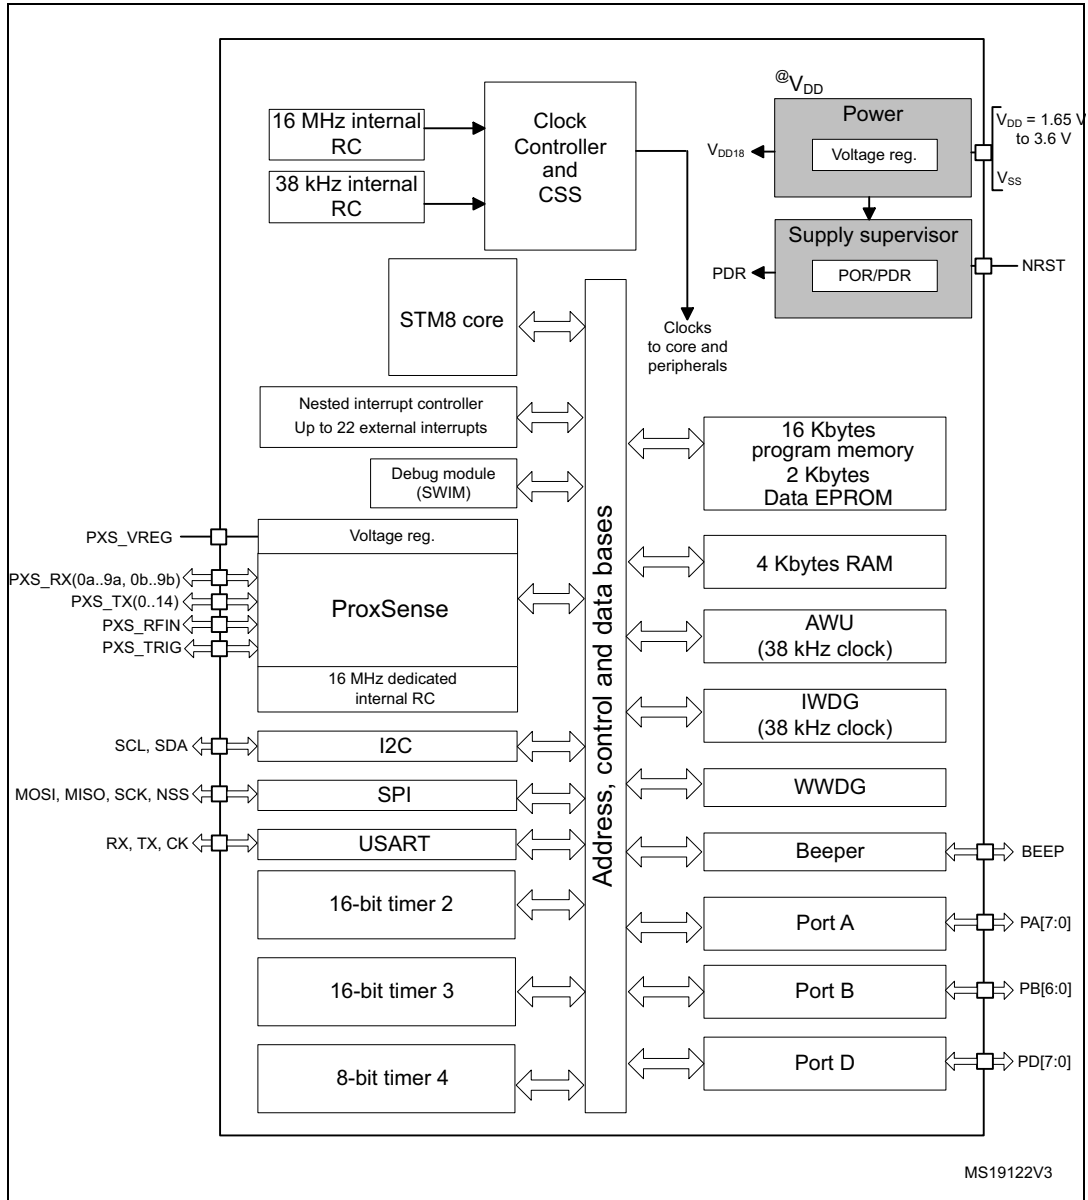 @VDD
16 MHz internal
RC
38 kHz internal
RC
Clock
Controller
and
CSS
Power
Voltage reg.
VDD18
VDD = 1.65 V
to 3.6 V
VSS
Supply supervisor
POR/PDR
PDR
NRST
Clocks
to core and
peripherals
STM8 core
Nested interrupt controller
Up to 22 external interrupts
Debug module
(SWIM)
PXS_VREG
Voltage reg.
PXS_RX(0a..9a, 0b..9b)
PXS_TX(0..14)
PXS_RFIN
PXS_TRIG
ProxSense
16 MHz dedicated
internal RC
SCL, SDA
I2C
MOSI, MISO, SCK, NSS
SPI
RX, TX, CK
USART
16-bit timer 2
16-bit timer 3
8-bit timer 4
Address, control and data bases
16 Kbytes
program memory
2 Kbytes
Data EPROM
4 Kbytes RAM
AWU
(38 kHz clock)
IWDG
(38 kHz clock)
WWDG
Beeper
BEEP
Port A
PA[7:0]
Port B
PB[6:0]
Port D
PD[7:0]
MS19122V3